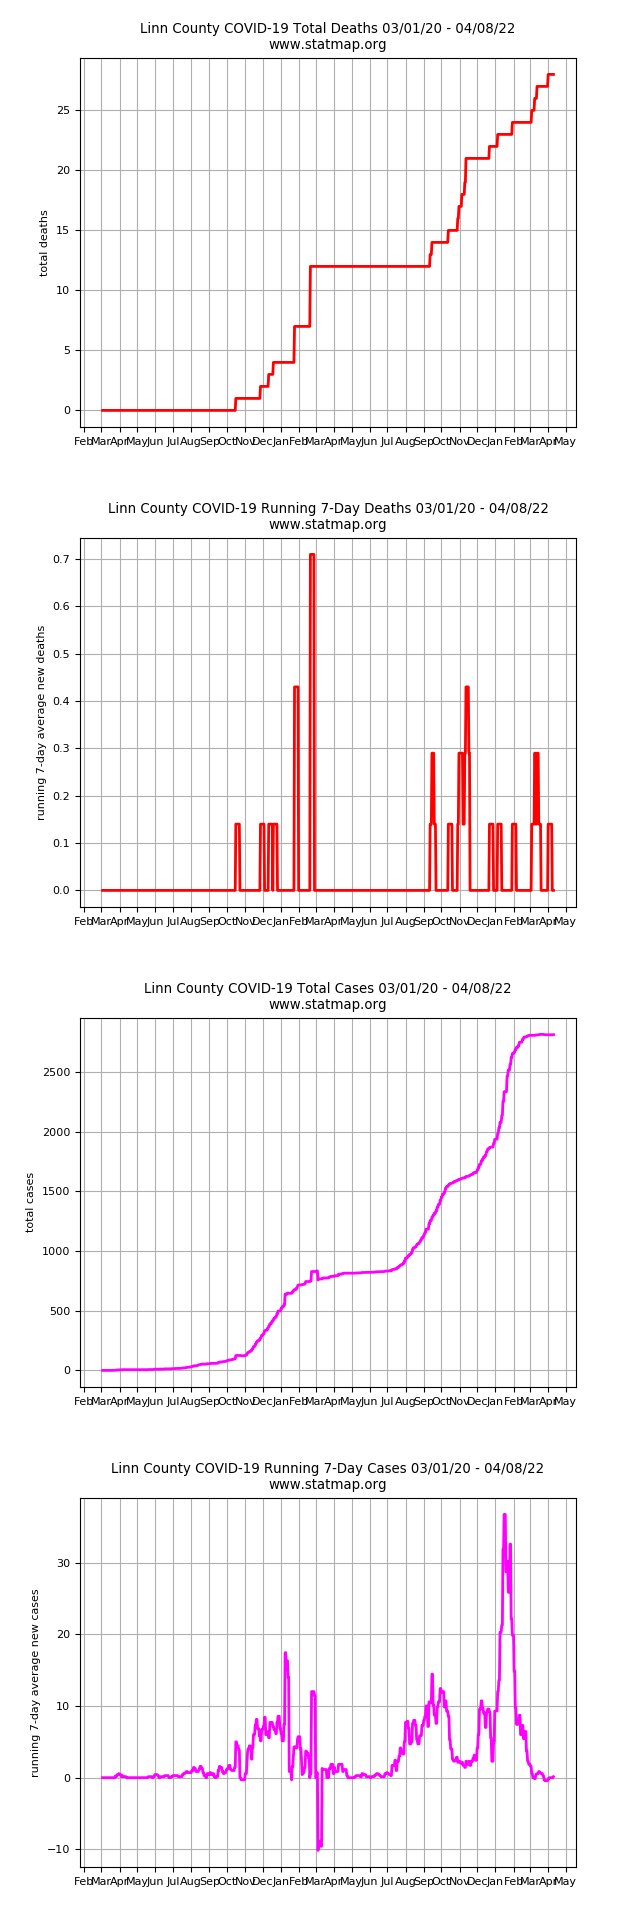 Linn County COVID-19 Total Deaths 03/01/20 - 04/08/22
www.statmap.org
25
20
15
10
5
0
total deaths
Feb Mar Apr May Jun Jul Aug Sep Oct Nov Dec Jan Feb Mar Apr May Jun Jul Aug Sep Oct Nov Dec Jan Feb Mar Apr May
Linn County COVID-19 Running 7-Day Deaths 03/01/20 - 04/08/22
www.statmap.org
0.7
0.6
0.5
0.4
0.3
0.2
0.1
0.0
running 7-day average new deaths
Feb Mar Apr May Jun Jul Aug Sep Oct Nov Dec Jan Feb Mar Apr May Jun Jul Aug Sep Oct Nov Dec Jan Feb Mar Apr May
Linn County COVID-19 Total Cases 03/01/20 - 04/08/22
www.statmap.org
2500
2000
1500
1000
500
0
total cases
Feb Mar Apr May Jun Jul Aug Sep Oct Nov Dec Jan Feb Mar Apr May Jun Jul Aug Sep Oct Nov Dec Jan Feb Mar Apr May
Linn County COVID-19 Running 7-Day Cases 03/01/20 - 04/08/22
www.statmap.org
30
20
10
0
−10
running 7-day average new cases
Feb Mar Apr May Jun Jul Aug Sep Oct Nov Dec Jan Feb Mar Apr May Jun Jul Aug Sep Oct Nov Dec Jan Feb Mar Apr May